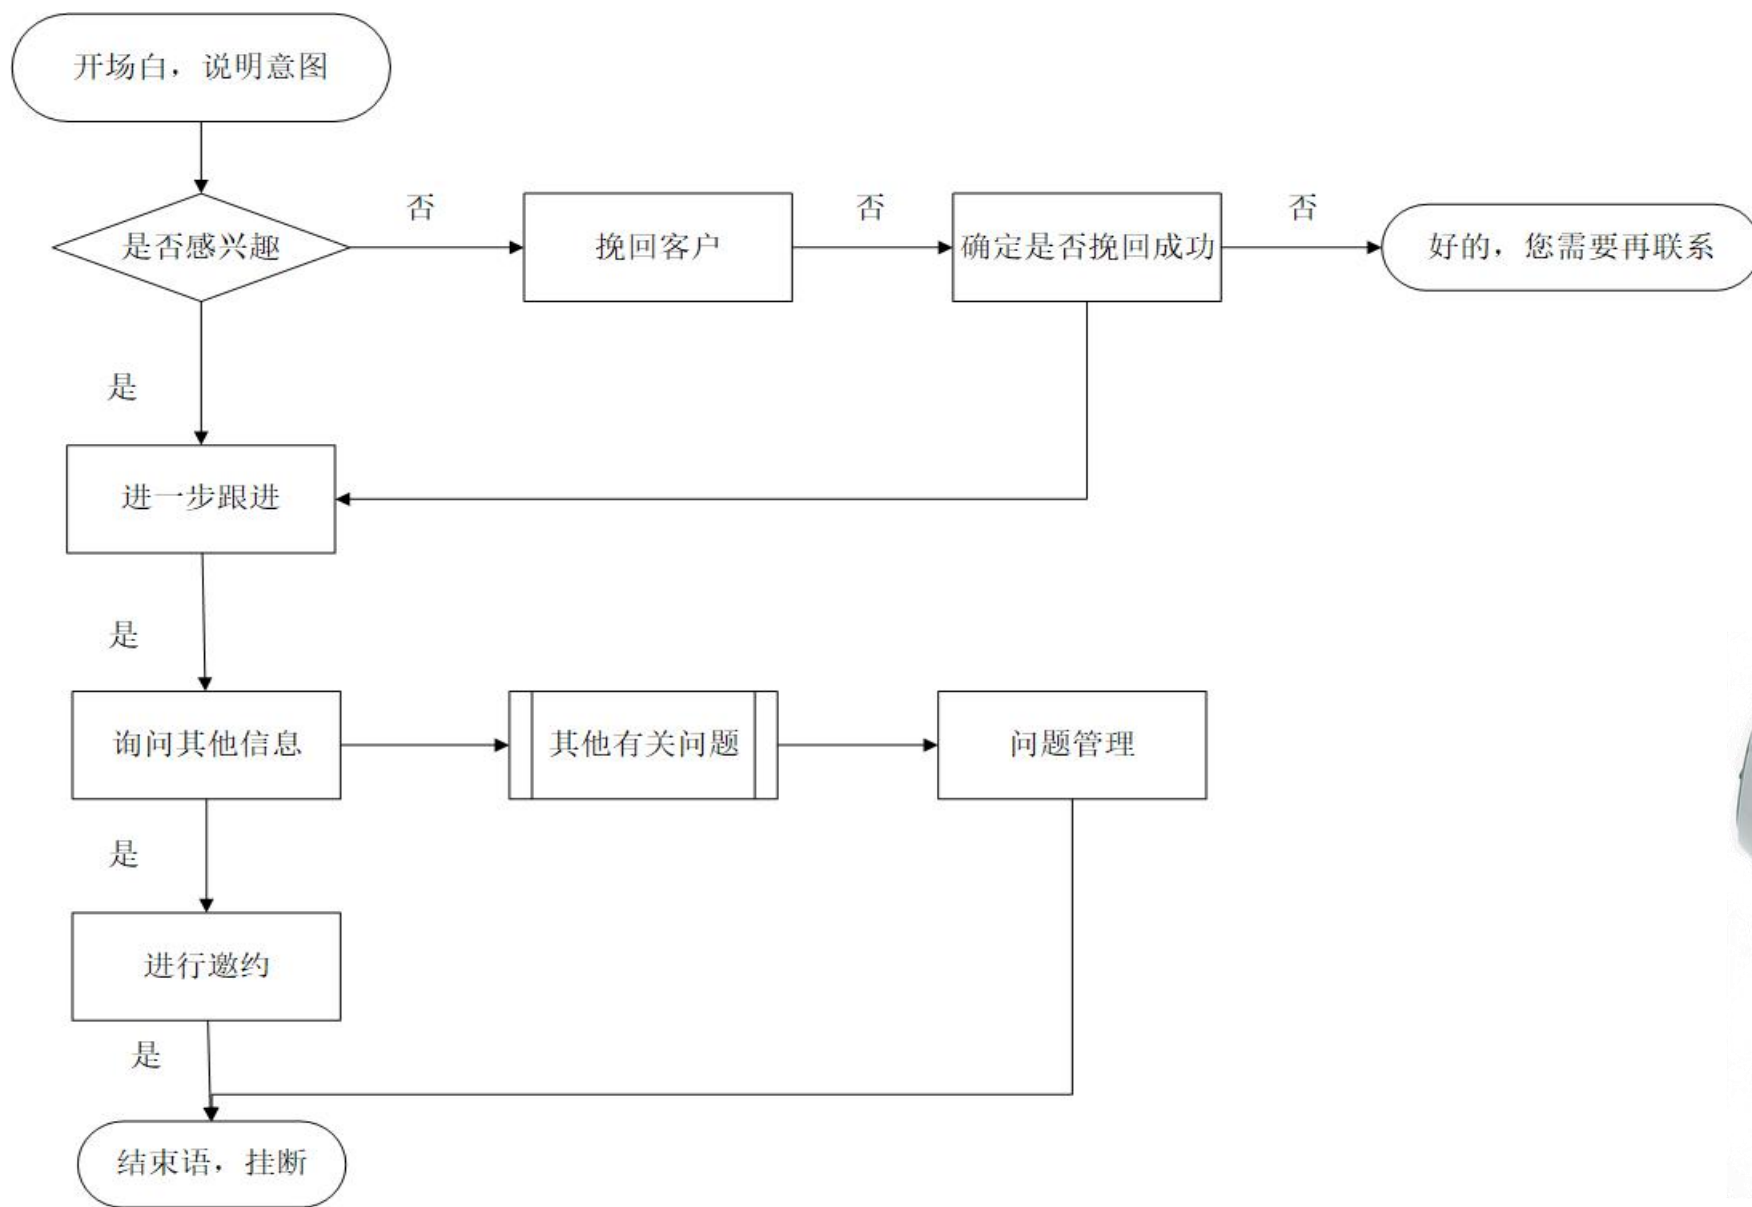 开场白，说明意图
否
否
否
是否感兴趣
挽回客户
确定是否挽回成功
好的，您需要再联系
是
进一步跟进
是
询问其他信息
其他有关问题
问题管理
是
进行邀约
是
结束语，挂断